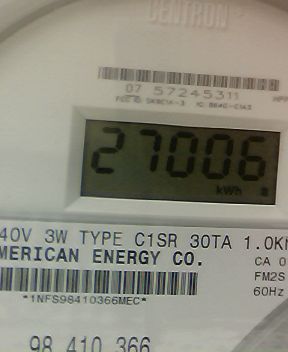 CENTRON
07 57245311
27006
kWh
40V 3W TYPE C1SR 30TA 1.0K
MERICAN ENERGY CO.
CA 0
FM2S
*1NFS98410366MEC*
60Hz
98 410 366